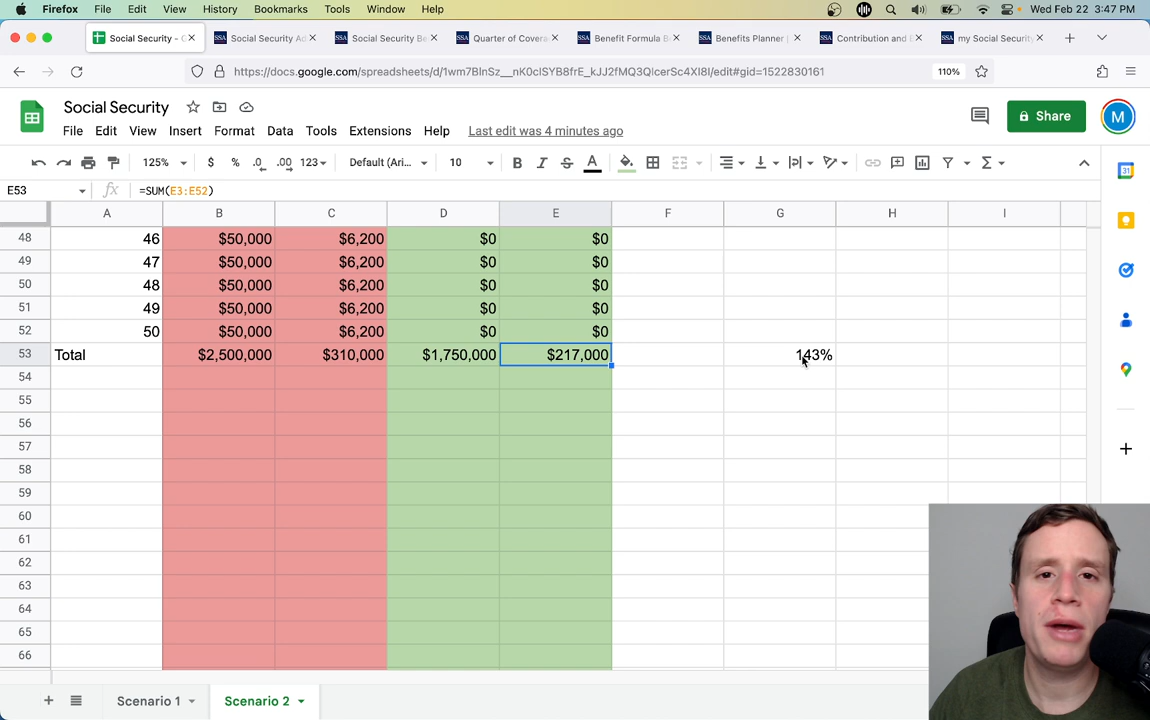 Firefox File Edit View History Bookmarks Tools Window Help Wed Feb 22 3:47 PM
Social Security - Social Security Ad Social Security Be Quarter of Covera Benefit Formula B Benefits Planner Contribution and my Social Security
https://docs.google.com/spreadsheets/d/ /edit#gid=1522830161 110%
Social Security
File Edit View Insert Format Data Tools Extensions Help Last edit was 4 minutes ago
Share M
125% $ % .0 .00 123 Default (Ari... 10 B I S A
31
E53 fx =SUM(E3:E52)
A B C D E F G H I
48 46 $50,000 $6,200 $0 $0
49 47 $50,000 $6,200 $0 $0
50 48 $50,000 $6,200 $0 $0
51 49 $50,000 $6,200 $0 $0
52 50 $50,000 $6,200 $0 $0
53 Total $2,500,000 $310,000 $1,750,000 $217,000 143%
54
55
56
57
58
59
60
61
62
63
64
65
66
Scenario 1 Scenario 2